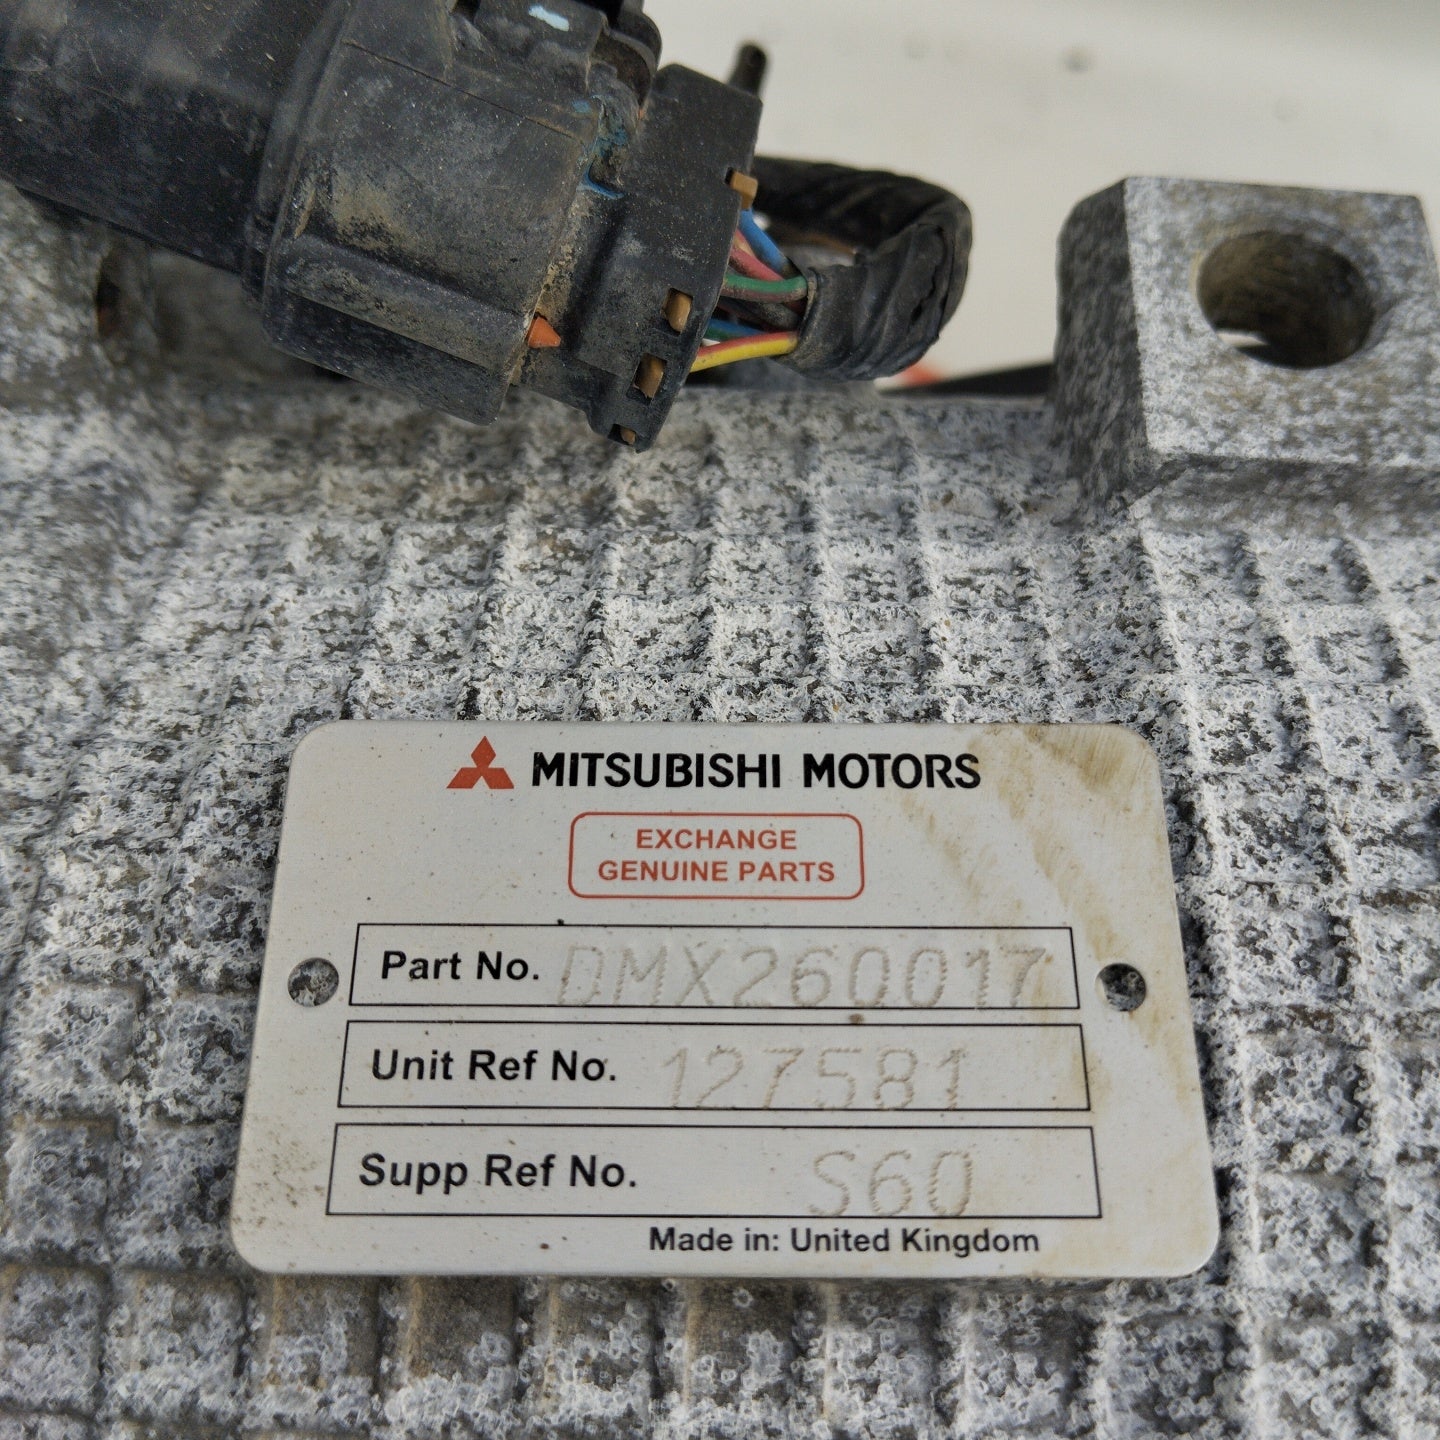 MITSUBISHI MOTORS
EXCHANGE
GENUINE PARTS
Part No. DMX260017
Unit Ref No. 127581
Supp Ref No. S60
Made in: United Kingdom